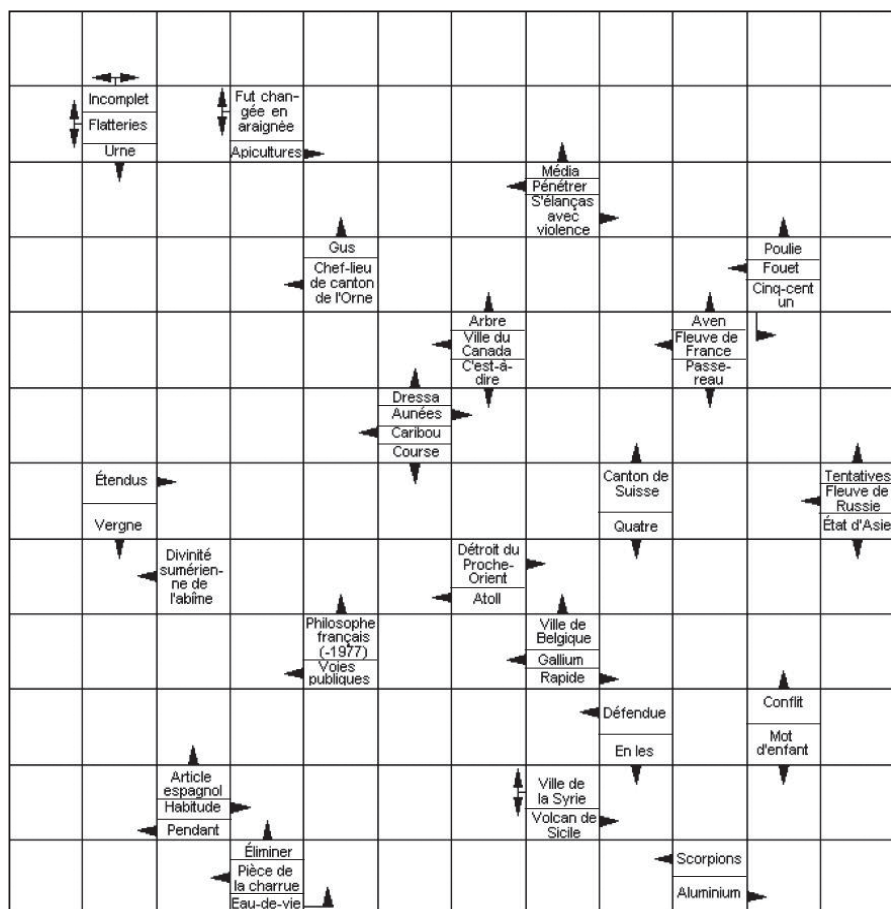 Incomplet
Flatteries
Urne
Fut chan-
gée en
araignée
Apicultures
Média
Pénétrer
S'élanças
avec
violence
Gus
Chef-lieu
de canton
de l'Orne
Poulie
Fouet
Cinq-cent
un
Arbre
Ville du
Canada
C'est-à-
dire
Aven
Fleuve de
France
Passe-
reau
Dressa
Aunées
Caribou
Course
Étendus
Vergne
Canton de
Suisse
Quatre
Tentatives
Fleuve de
Russie
État d'Asie
Divinité
sumérien-
ne de
l'abîme
Détroit du
Proche-
Orient
Atoll
Philosophe
français
(-1977)
Voies
publiques
Ville de
Belgique
Gallium
Rapide
Défendue
En les
Conflit
Mot
d'enfant
Article
espagnol
Habitude
Pendant
Ville de
la Syrie
Volcan de
Sicile
Éliminer
Pièce de
la charrue
Eau-de-vie
Scorpions
Aluminium